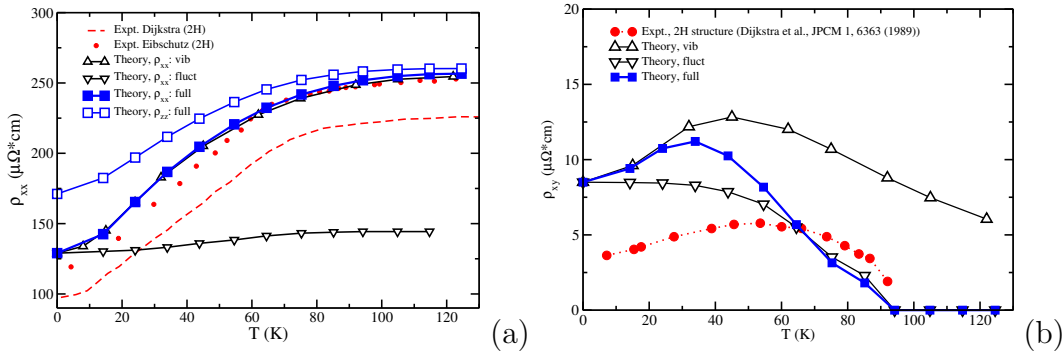 Expt. Dijkstra (2H)
Expt. Eibschutz (2H)
Theory, ρxx: vib
Theory, ρxx: fluct
Theory, ρxx: full
Theory, ρzz: full
300
250
200
150
100
ρxx (μΩ*cm)
0 20 40 60 80 100 120
T (K)
(a)
Expt., 2H structure (Dijkstra et al., JPCM 1, 6363 (1989))
Theory, vib
Theory, fluct
Theory, full
20
15
10
5
0
ρxy (μΩ*cm)
0 20 40 60 80 100 120
T (K)
(b)